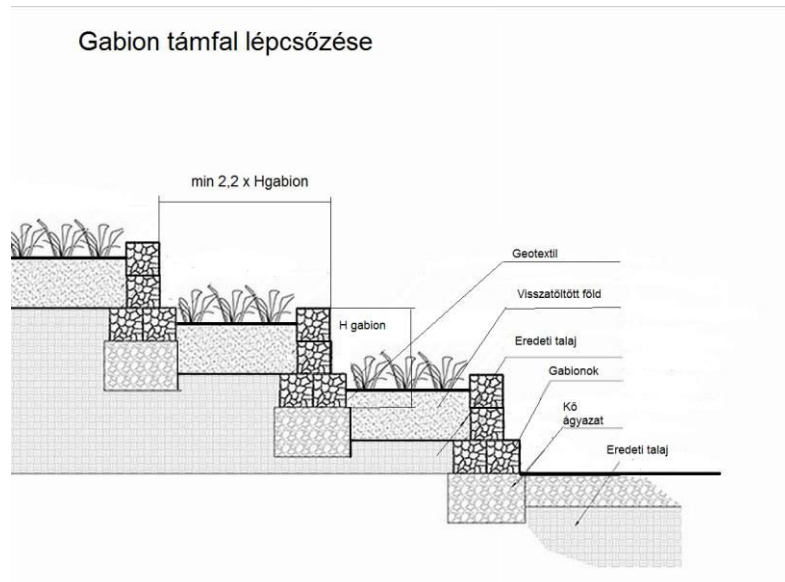 Gabion támfal lépcsőzése
min 2,2 x Hgabion
Geotextil
Visszatöltött föld
H gabion
Eredeti talaj
Gabionok
Kő
ágyazat
Eredeti talaj